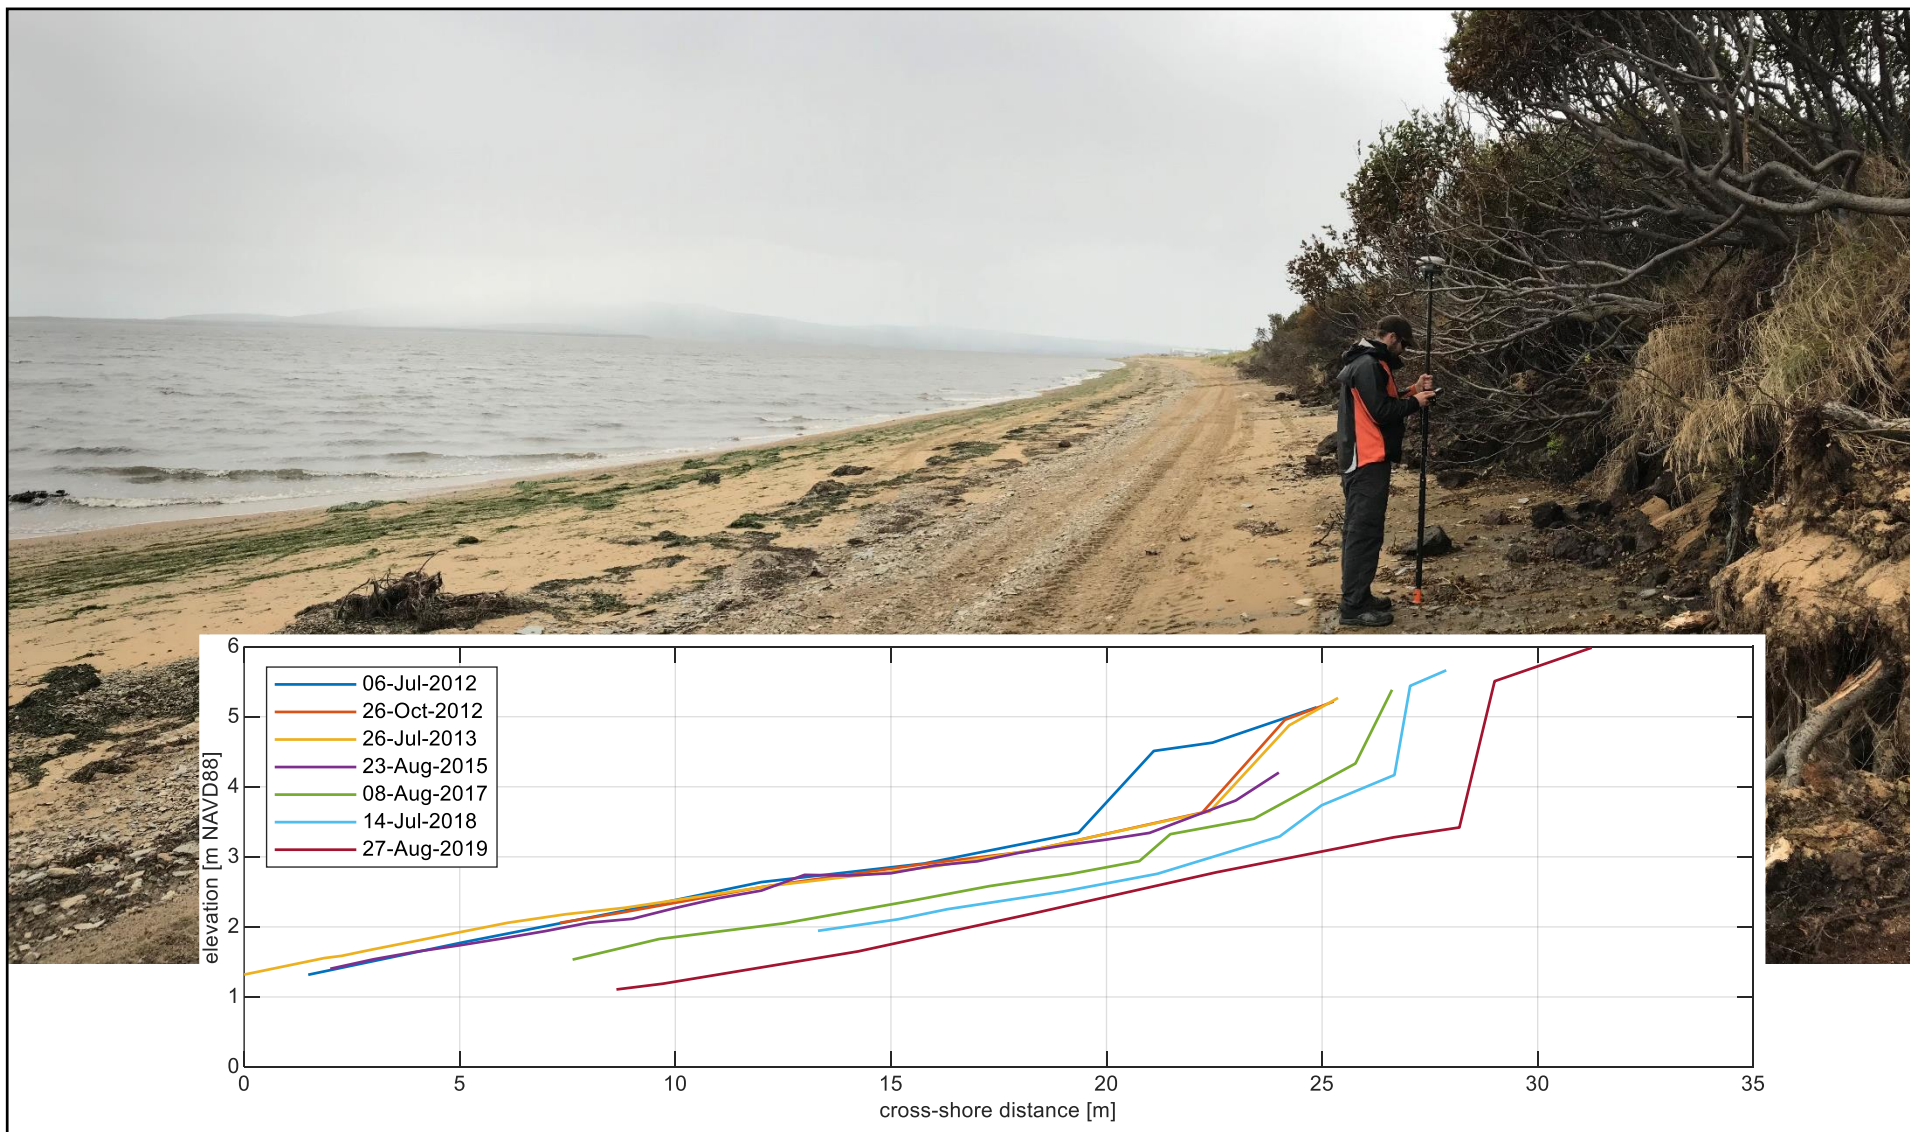 6
5
4
3
2
1
0
elevation [m NAVD88]
06-Jul-2012
26-Oct-2012
26-Jul-2013
23-Aug-2015
08-Aug-2017
14-Jul-2018
27-Aug-2019
0 5 10 15 20 25 30 35
cross-shore distance [m]